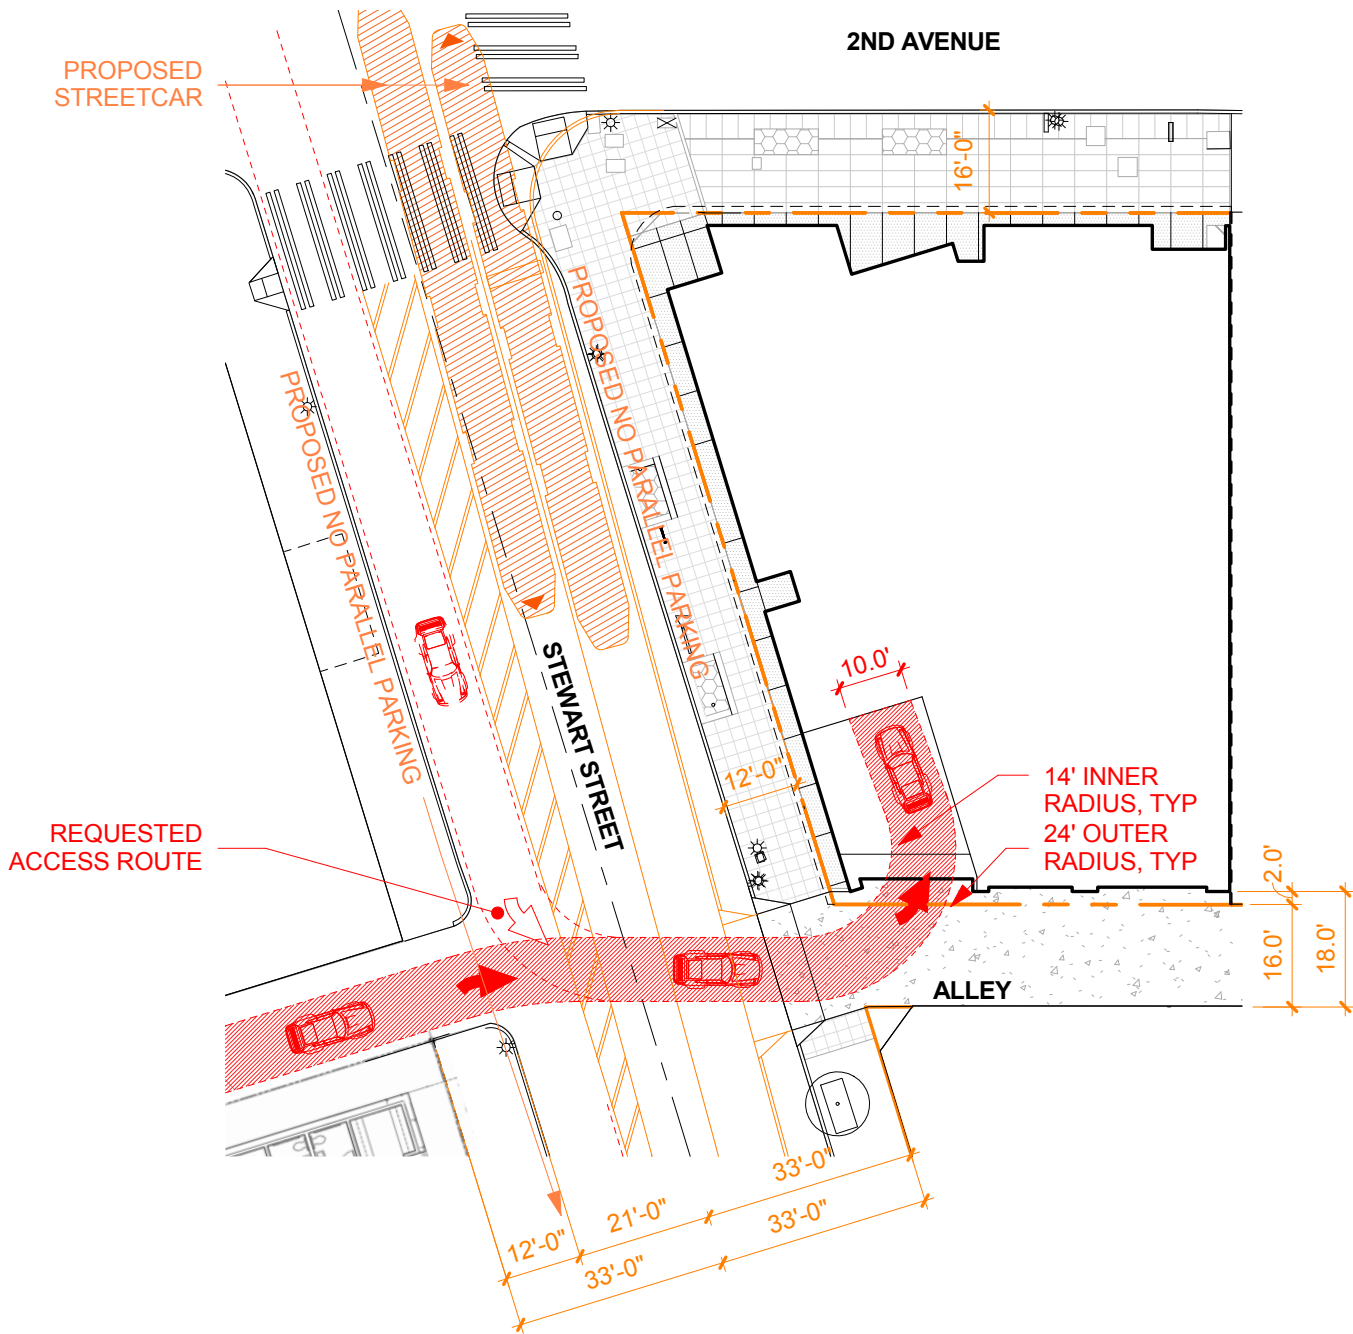 2ND AVENUE
PROPOSED
STREETCAR
16'-0"
PROPOSED NO PARALLEL PARKING
PROPOSED NO PARALLEL PARKING
STEWART STREET
10.0'
12'-0"
14' INNER
RADIUS, TYP
24' OUTER
RADIUS, TYP
REQUESTED
ACCESS ROUTE
2.0'
16.0'
18.0'
ALLEY
33'-0"
21'-0"
33'-0"
12'-0"
33'-0"